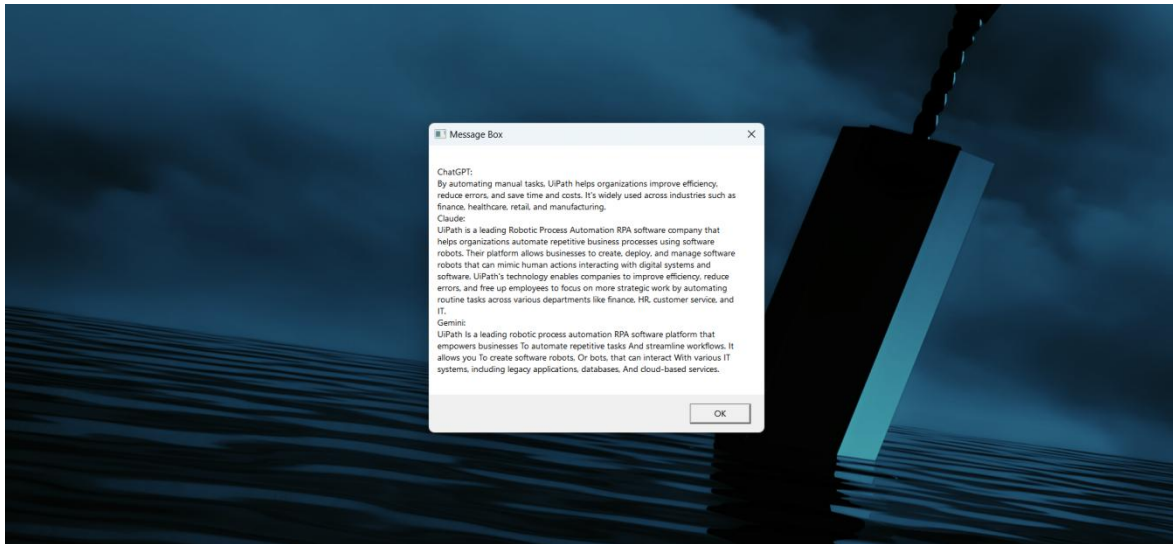 Message Box
ChatGPT:
By automating manual tasks, UiPath helps organizations improve efficiency,
reduce errors, and save time and costs. It's widely used across industries such as
finance, healthcare, retail, and manufacturing.
Claude:
UiPath is a leading Robotic Process Automation RPA software company that
helps organizations automate repetitive business processes using software
robots. Their platform allows businesses to create, deploy, and manage software
robots that can mimic human actions interacting with digital systems and
software. UiPath's technology enables companies to improve efficiency, reduce
errors, and free up employees to focus on more strategic work by automating
routine tasks across various departments like finance, HR, customer service, and
IT.
Gemini:
UiPath Is a leading robotic process automation RPA software platform that
empowers businesses To automate repetitive tasks And streamline workflows. It
allows you To create software robots, Or bots, that can interact With various IT
systems, including legacy applications, databases, And cloud-based services.
OK